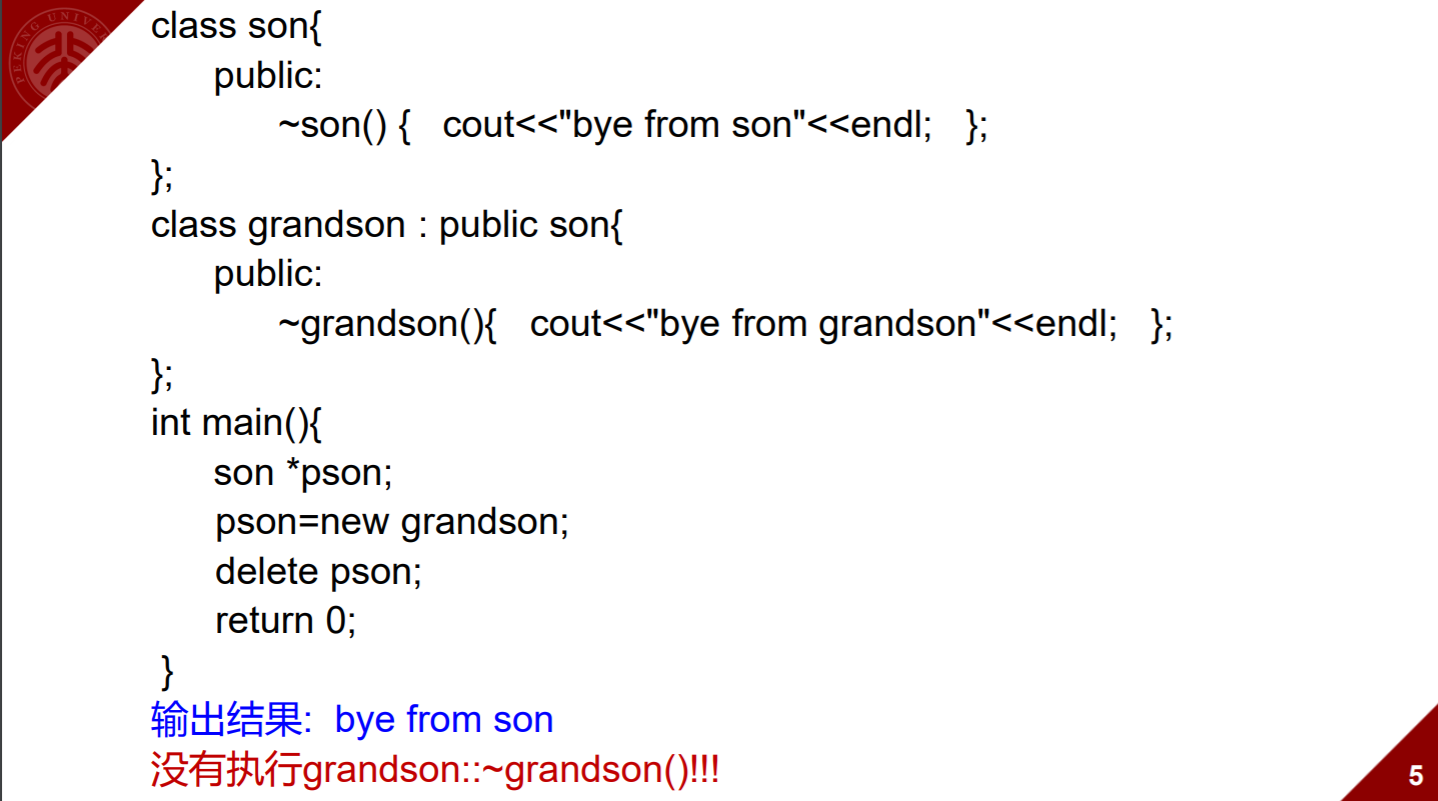 PEKING UNIVER
class son{
public:
~son() { cout<<"bye from son"<<endl; };
};
class grandson : public son{
public:
~grandson(){ cout<<"bye from grandson"<<endl; };
};
int main(){
son *pson;
pson=new grandson;
delete pson;
return 0;
}
输出结果: bye from son
没有执行grandson::~grandson()!!!
5